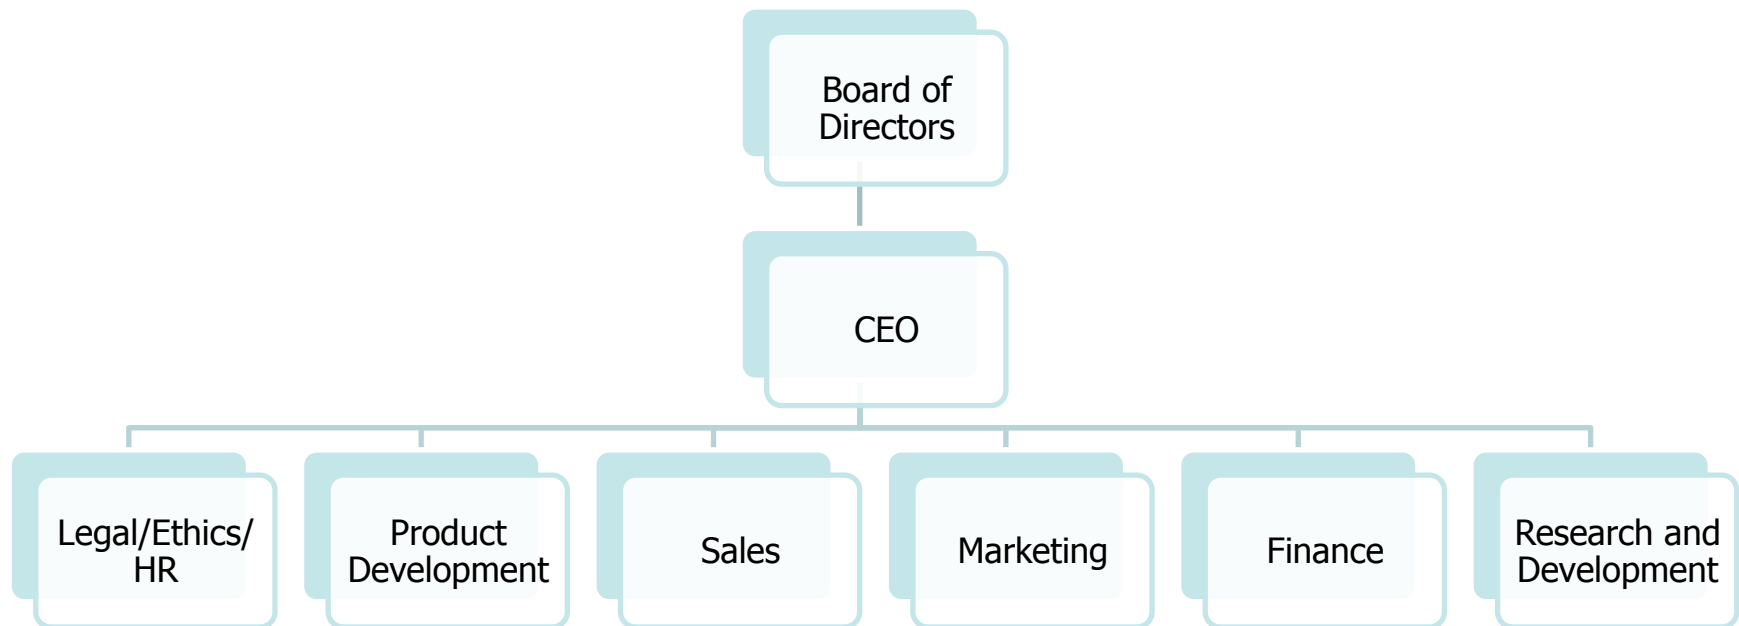 Board of
Directors
CEO
Legal/Ethics/
HR
Product
Development
Sales
Marketing
Finance
Research and
Development